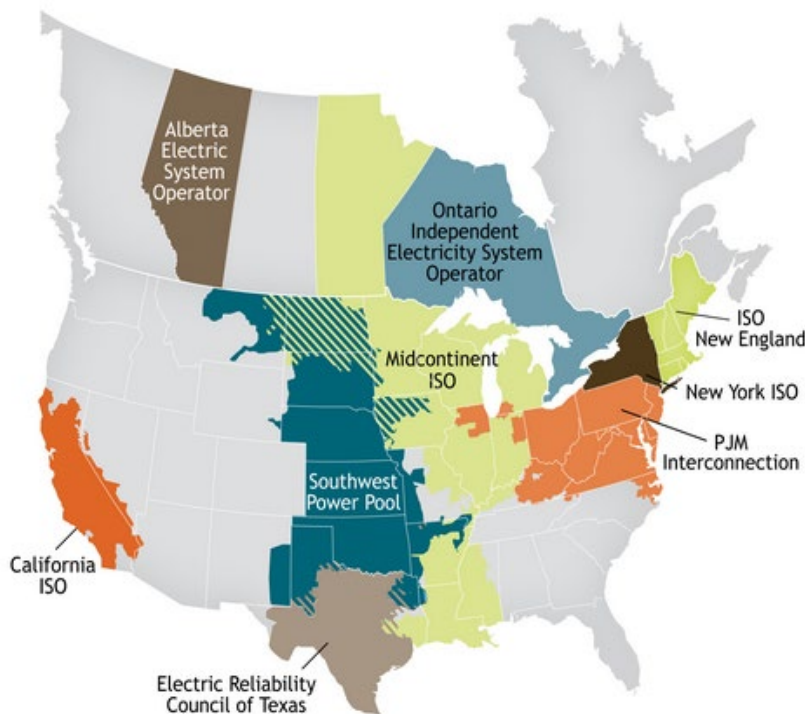 Alberta
Electric
System
Operator
Ontario
Independent
Electricity System
Operator
ISO
New England
Midcontinent
ISO
New York ISO
PJM
Interconnection
Southwest
Power Pool
California
ISO
Electric Reliability
Council of Texas